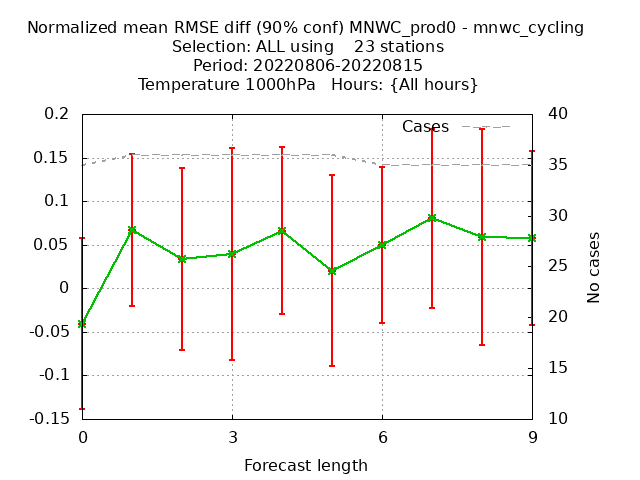 Normalized mean RMSE diff (90% conf) MNWC_prod0 - mnwc_cycling
Selection: ALL using 23 stations
Period: 20220806-20220815
Temperature 1000hPa Hours: {All hours}
0.2
0.15
0.1
0.05
0
-0.05
-0.1
-0.15
Cases
40
35
30
25
20
15
10
No cases
0
3
6
9
Forecast length